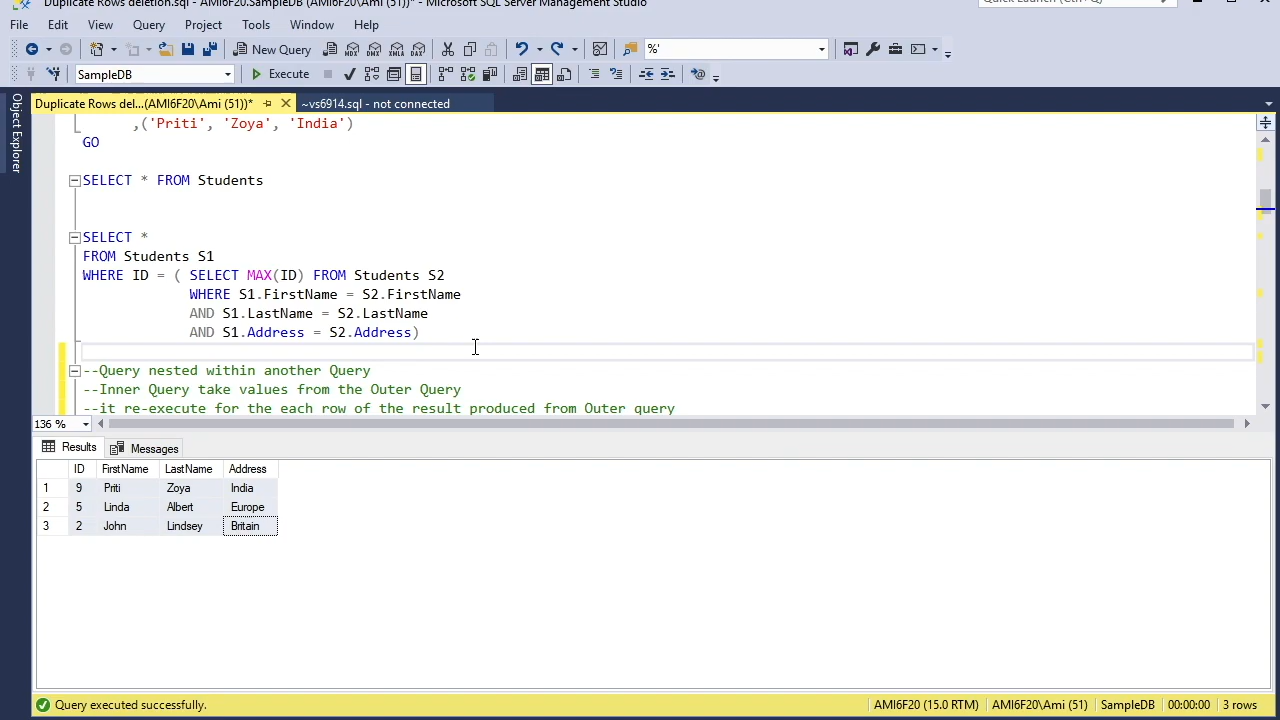 Duplicate Rows deletion.sql - AMI6F20.SampleDB (AMI6F20\Ami (51))* - Microsoft SQL Server Management Studio
Quick Launch (Ctrl+Q)
File Edit View Query Project Tools Window Help
New Query
%'
SampleDB
Execute
Duplicate Rows del...(AMI6F20\Ami (51))*
~vs6914.sql - not connected
Object Explorer
,('Priti', 'Zoya', 'India')
GO
SELECT * FROM Students
SELECT *
FROM Students S1
WHERE ID = ( SELECT MAX(ID) FROM Students S2
WHERE S1.FirstName = S2.FirstName
AND S1.LastName = S2.LastName
AND S1.Address = S2.Address)
--Query nested within another Query
--Inner Query take values from the Outer Query
--it re-execute for the each row of the result produced from Outer query
136 %
Results Messages
ID FirstName LastName Address
1 9 Priti Zoya India
2 5 Linda Albert Europe
3 2 John Lindsey Britain
Query executed successfully.
AMI6F20 (15.0 RTM) AMI6F20\Ami (51) SampleDB 00:00:00 3 rows